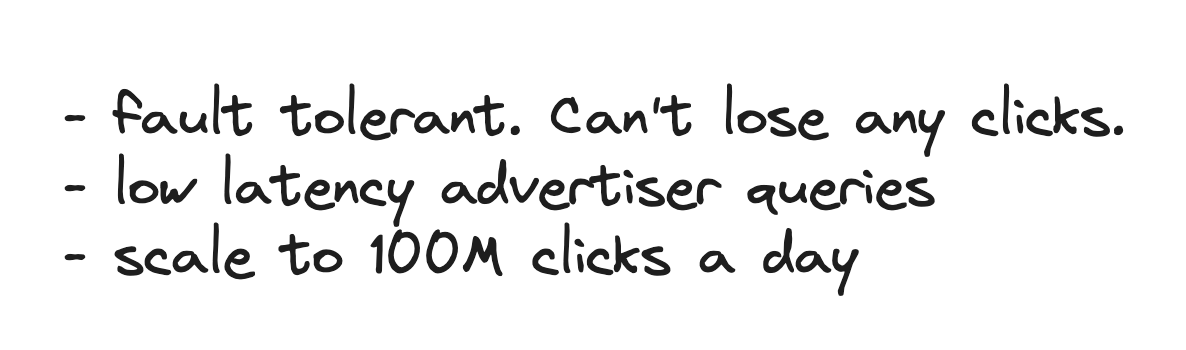 - fault tolerant. Can't lose any clicks.
- low latency advertiser queries
- scale to 100M clicks a day